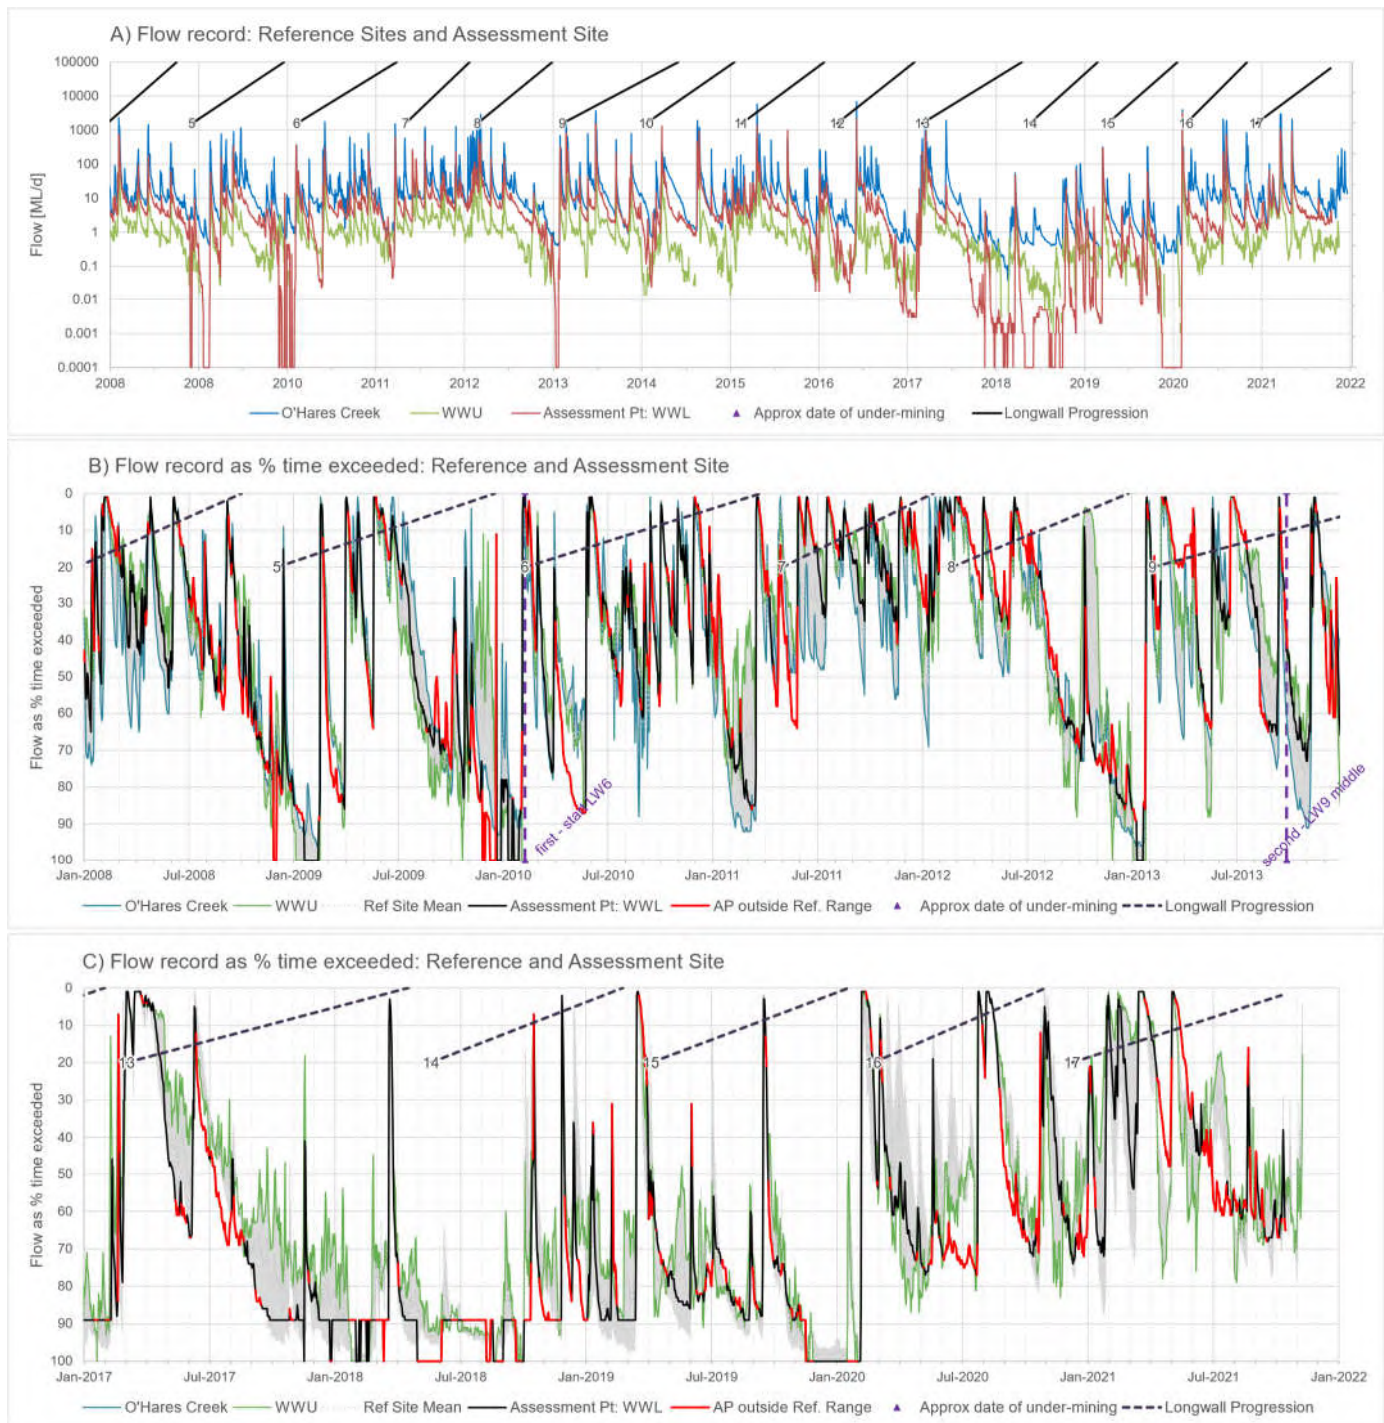 A) Flow record: Reference Sites and Assessment Site
100000
10000
1000
100
10
1
0.1
0.01
0.001
0.0001
Flow [ML/d]
5 6 7 8 9 10 11 12 13 14 15 16 17
2008 2008 2010 2011 2012 2013 2014 2015 2016 2017 2018 2019 2020 2021 2022
O'Hares Creek WWU Assessment Pt: WWL Approx date of under-mining Longwall Progression
B) Flow record as % time exceeded: Reference and Assessment Site
0
10
20
30
40
50
60
70
80
90
100
Flow as % time exceeded
5 6 7 8 9
first - start LW6
second - LW9 middle
Jan-2008 Jul-2008 Jan-2009 Jul-2009 Jan-2010 Jul-2010 Jan-2011 Jul-2011 Jan-2012 Jul-2012 Jan-2013 Jul-2013
O'Hares Creek WWU Ref Site Mean Assessment Pt: WWL AP outside Ref. Range Approx date of under-mining Longwall Progression
C) Flow record as % time exceeded: Reference and Assessment Site
0
10
20
30
40
50
60
70
80
90
100
Flow as % time exceeded
13 14 15 16 17
Jan-2017 Jul-2017 Jan-2018 Jul-2018 Jan-2019 Jul-2019 Jan-2020 Jul-2020 Jan-2021 Jul-2021 Jan-2022
O'Hares Creek WWU Ref Site Mean Assessment Pt: WWL AP outside Ref. Range Approx date of under-mining Longwall Progression